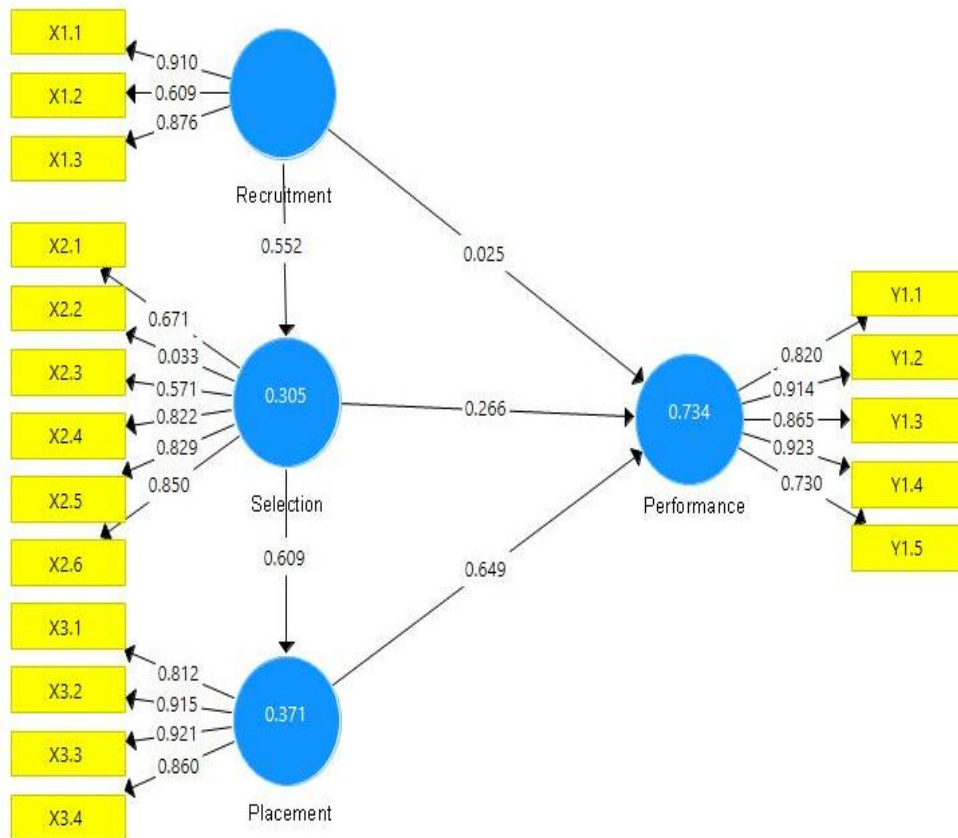 X1.1
0.910
X1.2
0.609
X1.3
0.876
Recruitment
0.552
0.025
X2.1
X2.2
X2.3
X2.4
X2.5
X2.6
0.671
0.033
0.571
0.822
0.829
0.850
0.305
Selection
0.266
0.609
0.649
X3.1
X3.2
X3.3
X3.4
0.812
0.915
0.921
0.860
0.371
Placement
0.734
Performance
0.820
0.914
0.865
0.923
0.730
Y1.1
Y1.2
Y1.3
Y1.4
Y1.5